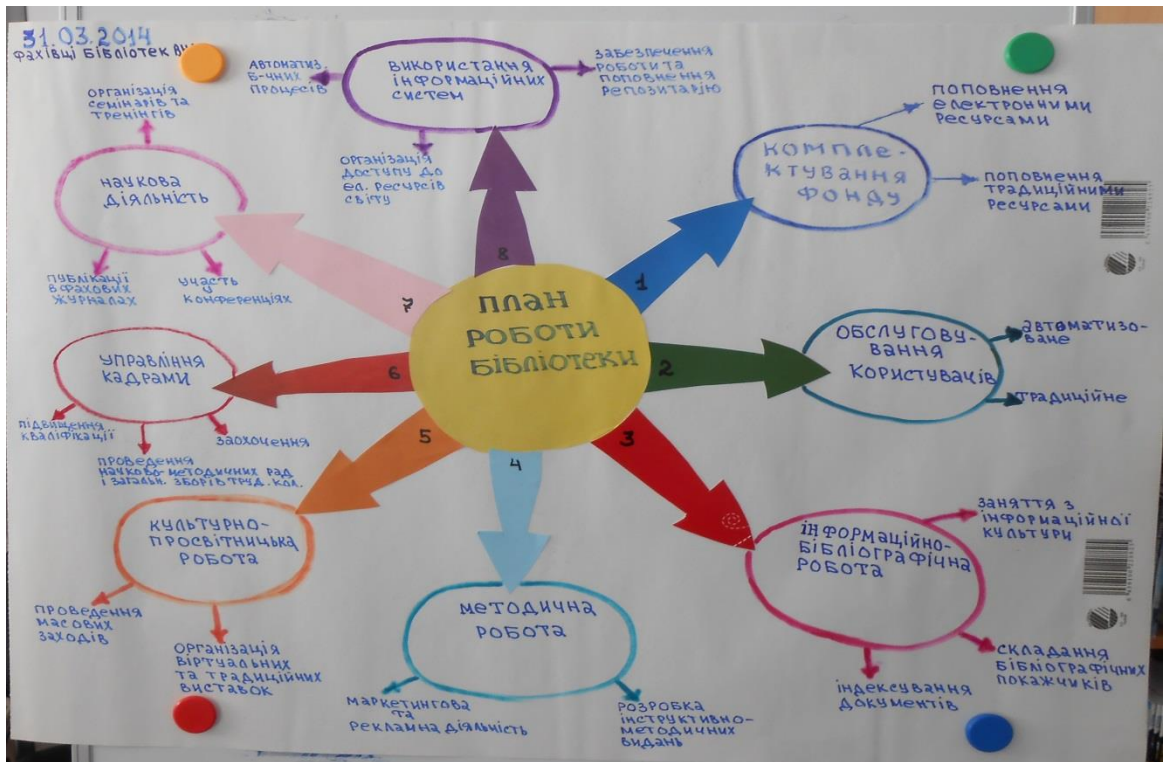 31.03.2014
ФАХІВЦІ БІБЛІОТЕК
ПЛАН
РОБОТИ
БІБЛІОТЕКИ
1
КОМПЛЕ-
КТУВАННЯ
ФОНДУ
ПОПОВНЕННЯ
ЕЛЕКТРОННИМИ
РЕСУРСАМИ
ПОПОВНЕННЯ
ТРАДИЦІЙНИМИ
РЕСУРСАМИ
2
ОБСЛУГОВУ-
ВАННЯ
КОРИСТУВАЧІВ
АВТОМАТИЗО-
ВАНЕ
ТРАДИЦІЙНЕ
3
ІНФОРМАЦІЙНО-
БІБЛІОГРАФІЧНА
РОБОТА
ЗАНЯТТЯ З
ІНФОРМАЦІЙНОЇ
КУЛЬТУРИ
СКЛАДАННЯ
БІБЛІОГРАФІЧНИХ
ПОКАЖЧИКІВ
ІНДЕКСУВАННЯ
ДОКУМЕНТІВ
4
МЕТОДИЧНА
РОБОТА
МАРКЕТИНГОВА
ТА
РЕКЛАМНА ДІЯЛЬНІСТЬ
РОЗРОБКА
ІНСТРУКТИВНО-
МЕТОДИЧНИХ
ВИДАНЬ
5
КУЛЬТУРНО-
ПРОСВІТНИЦЬКА
РОБОТА
ПРОВЕДЕННЯ
МАСОВИХ
ЗАХОДІВ
ОРГАНІЗАЦІЯ
ВІРТУАЛЬНИХ
ТА ТРАДИЦІЙНИХ
ВИСТАВОК
6
УПРАВЛІННЯ
КАДРАМИ
ПІДВИЩЕННЯ
КВАЛІФІКАЦІЇ
ПРОВЕДЕННЯ
НАУКОВО-МЕТОДИЧНИХ РАД
І ЗАГАЛЬН. ЗБОРІВ ТРУД. КОЛ.
ЗАОХОЧЕННЯ
7
НАУКОВА
ДІЯЛЬНІСТЬ
ОРГАНІЗАЦІЯ
СЕМІНАРІВ ТА
ТРЕНІНГІВ
ПУБЛІКАЦІЇ
В ФАХОВИХ
ЖУРНАЛАХ
УЧАСТЬ
КОНФЕРЕНЦІЯХ
8
ВИКОРИСТАННЯ
ІНФОРМАЦІЙНИХ
СИСТЕМ
АВТОМАТИЗ.
Б-ЧНИХ
ПРОЦЕСІВ
ОРГАНІЗАЦІЯ
ДОСТУПУ ДО
ЕЛ. РЕСУРСІВ
СВІТУ
ЗАБЕЗПЕЧЕННЯ
РОБОТИ ТА
ПОПОВНЕННЯ
РЕПОЗИТАРІЮ